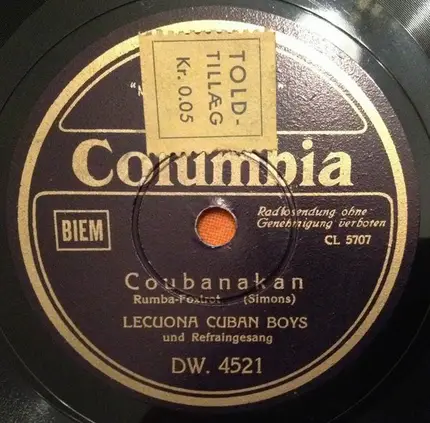 TOLD-
TILLÆG
Kr. 0.05
Columbia
BIEM
Radiosendung ohne
Genehmigung verboten
CL 5707
Coubanakan
Rumba-Foxtrot (Simons)
LECUONA CUBAN BOYS
und Refraingesang
DW. 4521